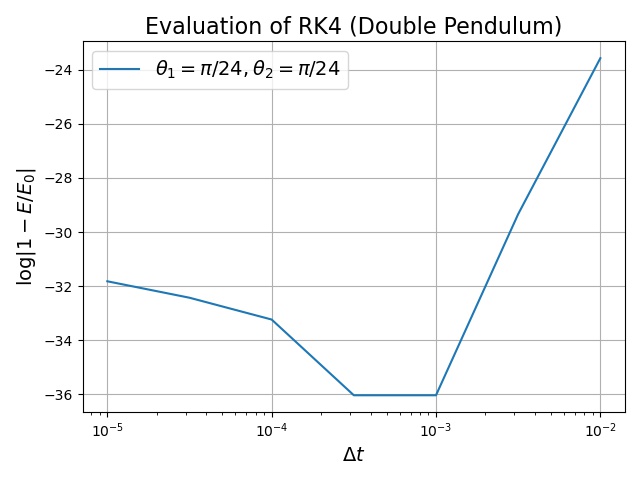 Evaluation of RK4 (Double Pendulum)
θ₁ = π/24, θ₂ = π/24
log|1 − E/E₀|
−24
−26
−28
−30
−32
−34
−36
10⁻⁵ 10⁻⁴ 10⁻³ 10⁻²
Δt